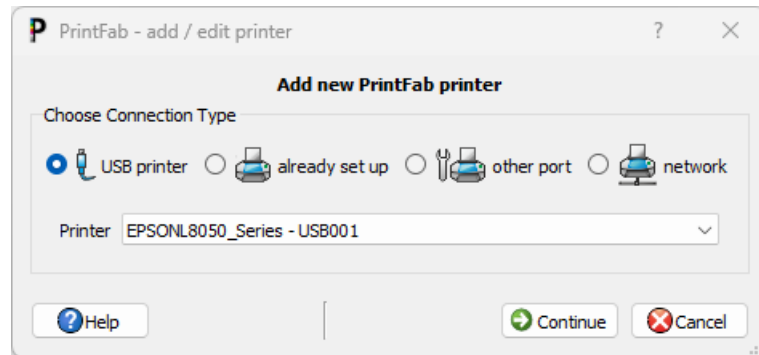 PrintFab - add / edit printer ?
Add new PrintFab printer
Choose Connection Type
USB printer already set up other port network
Printer EPSONL8050_Series - USB001
Help Continue Cancel